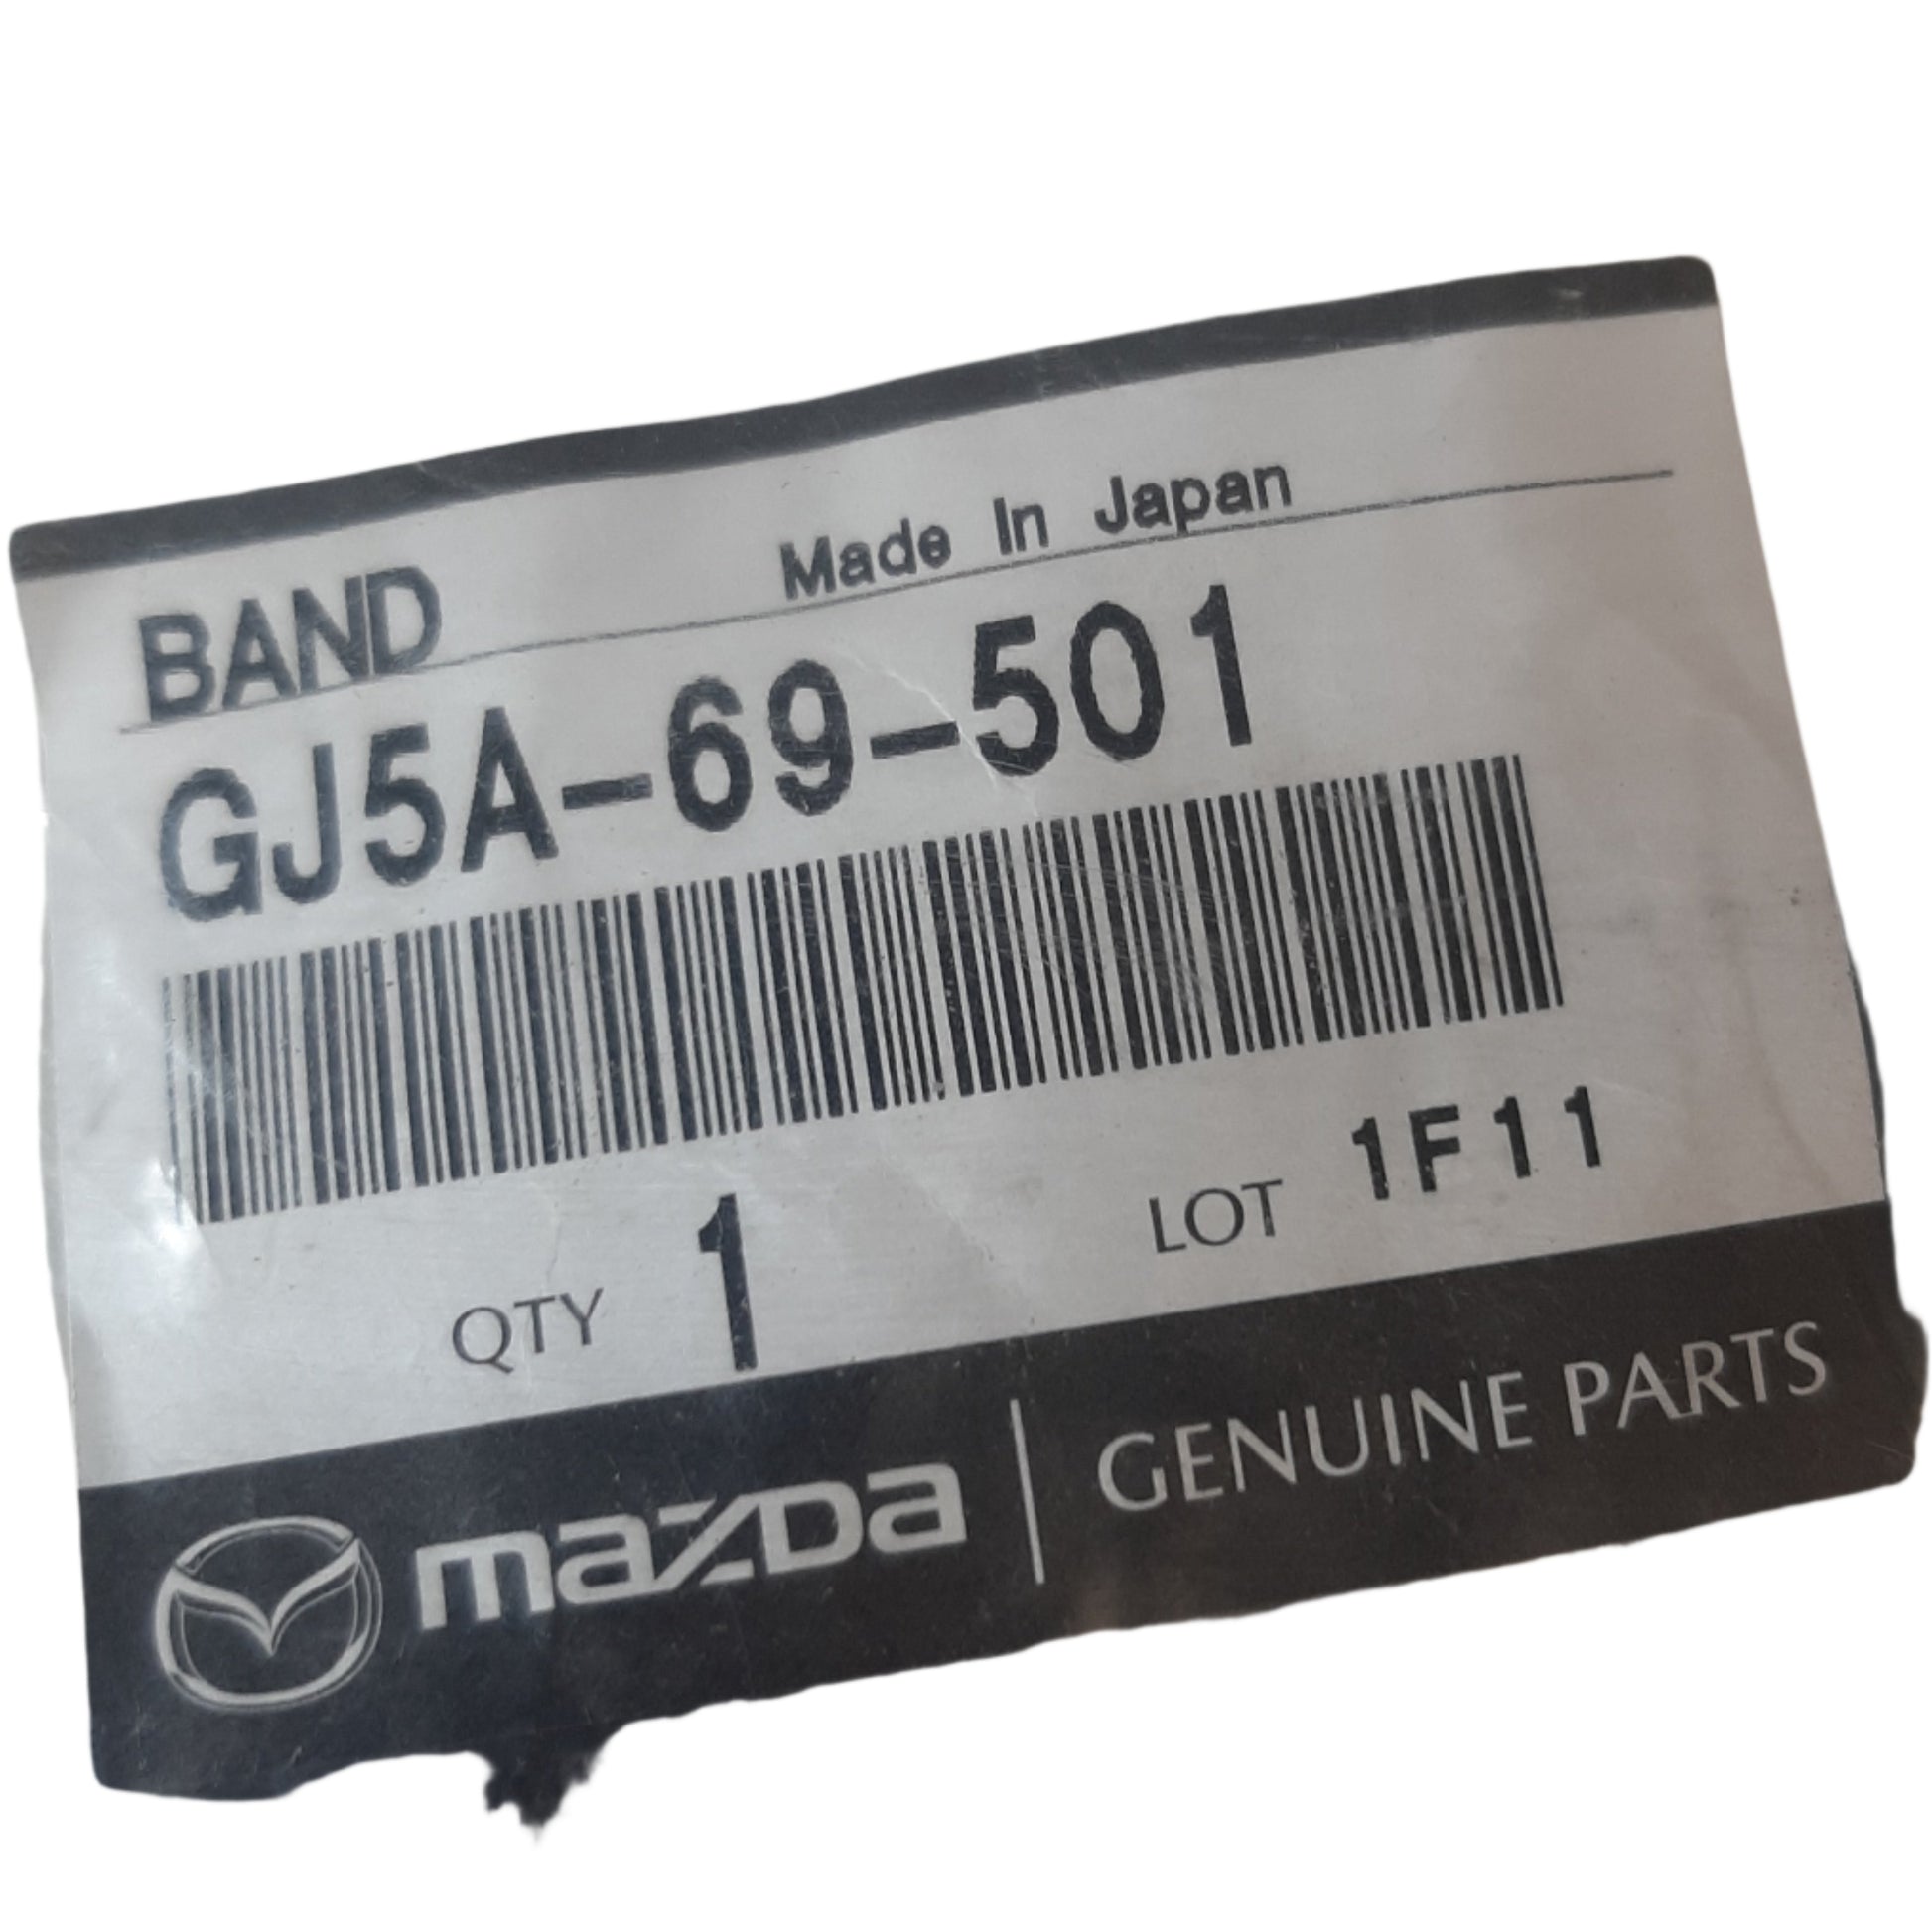 BAND Made In Japan
GJ5A-69-501
QTY 1 LOT 1F11
mazda | GENUINE PARTS